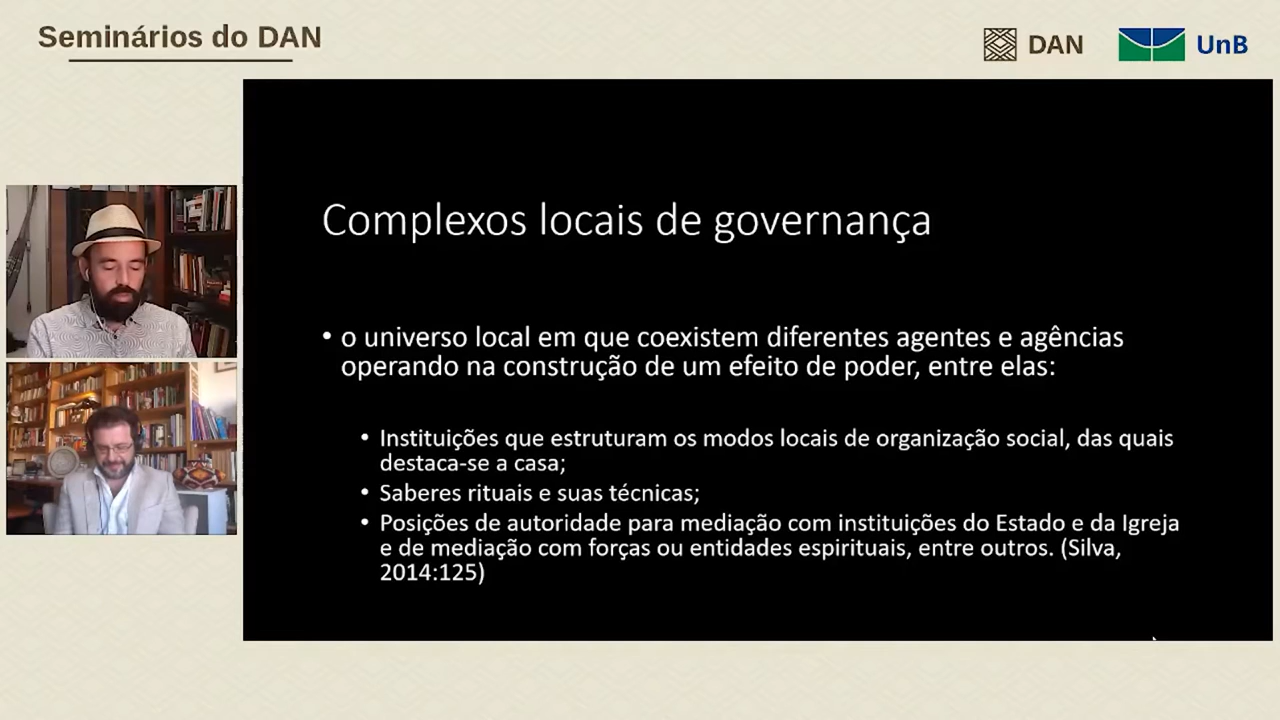 Seminários do DAN
DAN
UnB
Complexos locais de governança
• o universo local em que coexistem diferentes agentes e agências
operando na construção de um efeito de poder, entre elas:
• Instituições que estruturam os modos locais de organização social, das quais
destaca-se a casa;
• Saberes rituais e suas técnicas;
• Posições de autoridade para mediação com instituições do Estado e da Igreja
e de mediação com forças ou entidades espirituais, entre outros. (Silva,
2014:125)